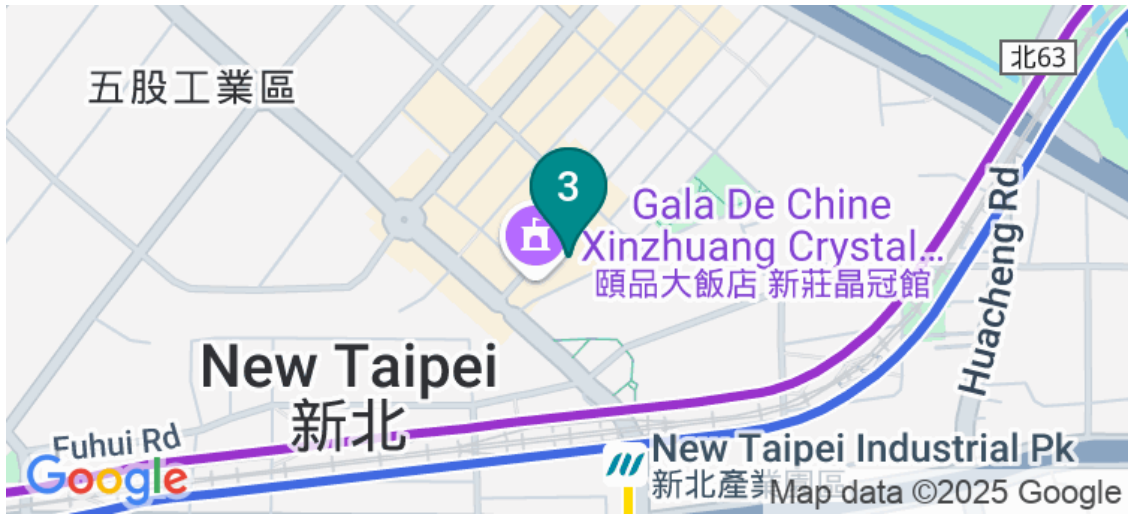 北63
五股工業區
3
Gala De Chine
Xinzhuang Crystal...
頤品大飯店 新莊晶冠館
Huacheng Rd
New Taipei
新北
Fuhui Rd
New Taipei Industrial Pk
新北產業園區
Google
Map data ©2025 Google